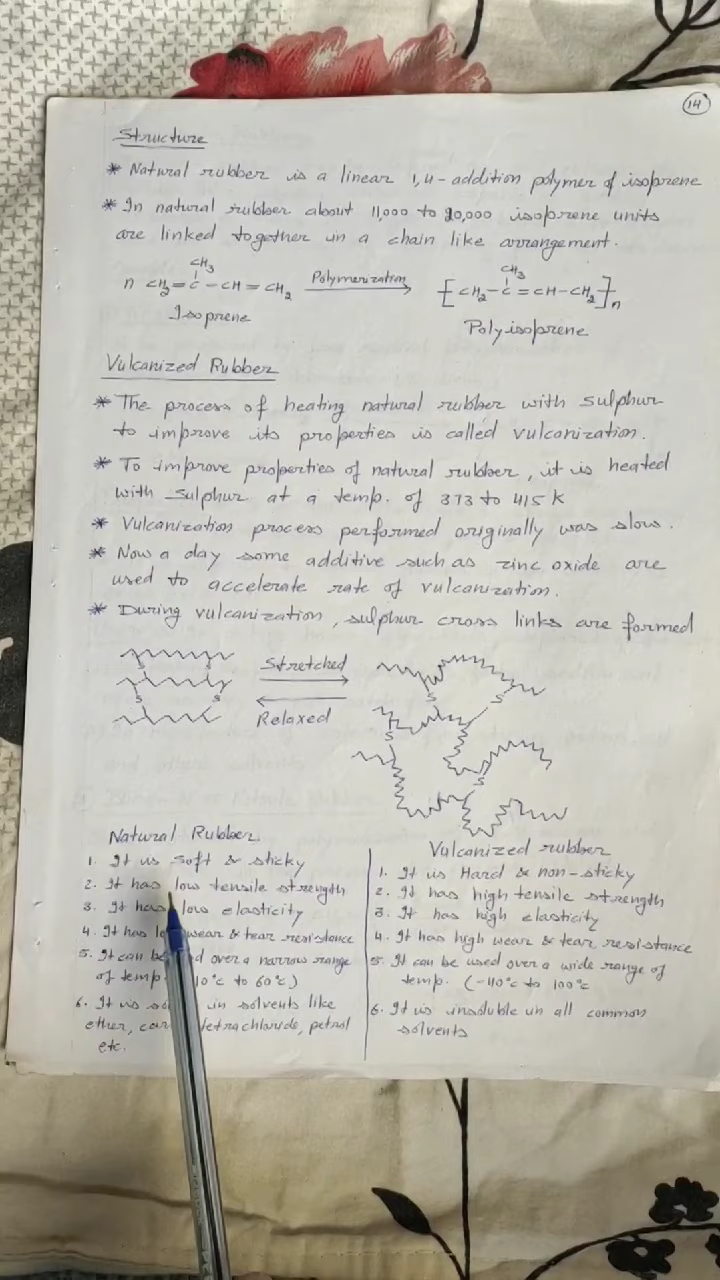 14
Structure
* Natural rubber is a linear 1,4-addition polymer of isoprene
* In natural rubber about 11,000 to 20,000 isoprene units
are linked together in a chain like arrangement.
CH3
n CH2=C-CH=CH2 Polymerization [CH2-C=CH-CH2]n
CH3
Isoprene
Polyisoprene
Vulcanized Rubber
* The process of heating natural rubber with sulphur
to improve its properties is called vulcanization.
* To improve properties of natural rubber, it is heated
with sulphur at a temp. of 373 to 415 K
* Vulcanization process performed originally was slow.
* Now a day some additive such as zinc oxide are
used to accelerate rate of vulcanization.
* During vulcanization, sulphur cross links are formed
S S
S S
Stretched
Relaxed
S S
S
S
Natural Rubber
1. It is soft & sticky
2. It has low tensile strength
3. It has low elasticity
4. It has wear & tear resistance
5. It can be over a narrow range
of temp 10°c to 60°c)
6. It is in solvents like
ether, tetrachloride, petrol
etc.
Vulcanized rubber
1. It is Hard & non-sticky
2. It has high tensile strength
3. It has high elasticity
4. It has high wear & tear resistance
5. It can be used over a wide range of
temp. (-40°c to 100°c
6. It is insoluble in all common
solvents